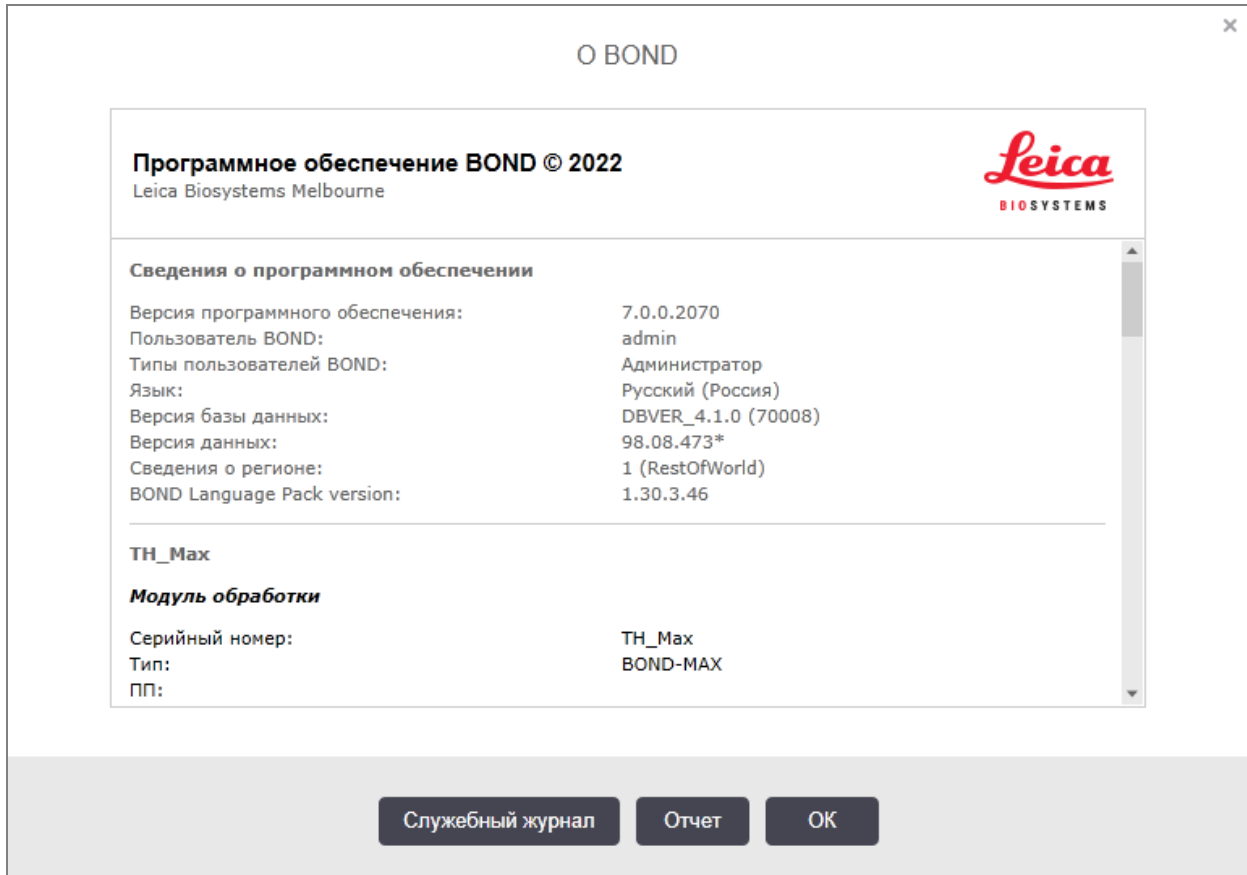 О BOND
Программное обеспечение BOND © 2022
Leica Biosystems Melbourne
Leica
BIOSYSTEMS
Сведения о программном обеспечении
Версия программного обеспечения: 7.0.0.2070
Пользователь BOND: admin
Типы пользователей BOND: Администратор
Язык: Русский (Россия)
Версия базы данных: DBVER_4.1.0 (70008)
Версия данных: 98.08.473*
Сведения о регионе: 1 (RestOfWorld)
BOND Language Pack version: 1.30.3.46
TH_Max
Модуль обработки
Серийный номер: TH_Max
Тип: BOND-MAX
ПП:
Служебный журнал Отчет ОК